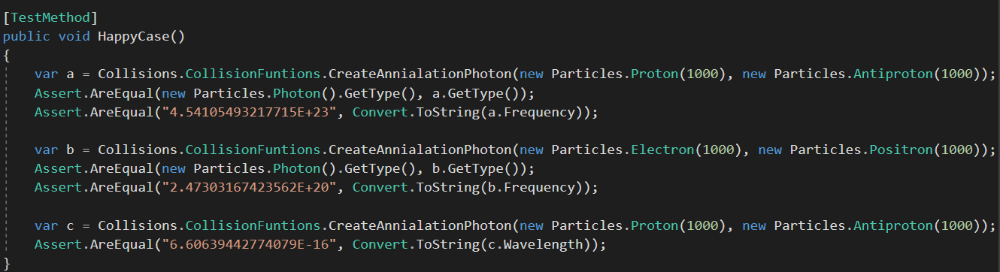 [TestMethod]
public void HappyCase()
{
var a = Collisions.CollisionFuntions.CreateAnnialationPhoton(new Particles.Proton(1000), new Particles.Antiproton(1000));
Assert.AreEqual(new Particles.Photon().GetType(), a.GetType());
Assert.AreEqual("4.54105493217715E+23", Convert.ToString(a.Frequency));
var b = Collisions.CollisionFuntions.CreateAnnialationPhoton(new Particles.Electron(1000), new Particles.Positron(1000));
Assert.AreEqual(new Particles.Photon().GetType(), b.GetType());
Assert.AreEqual("2.47303167423562E+20", Convert.ToString(b.Frequency));
var c = Collisions.CollisionFuntions.CreateAnnialationPhoton(new Particles.Proton(1000), new Particles.Antiproton(1000));
Assert.AreEqual("6.60639442774079E-16", Convert.ToString(c.Wavelength));
}